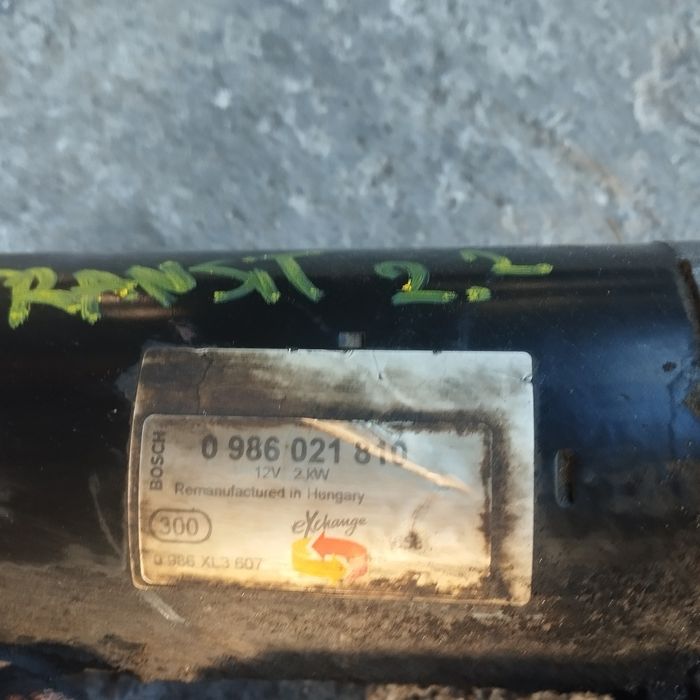 RANSIT 2.2
BOSCH
0 986 021 810
12V 2.kW
Remanufactured in Hungary
300
eXchange
0 986 XL3 607